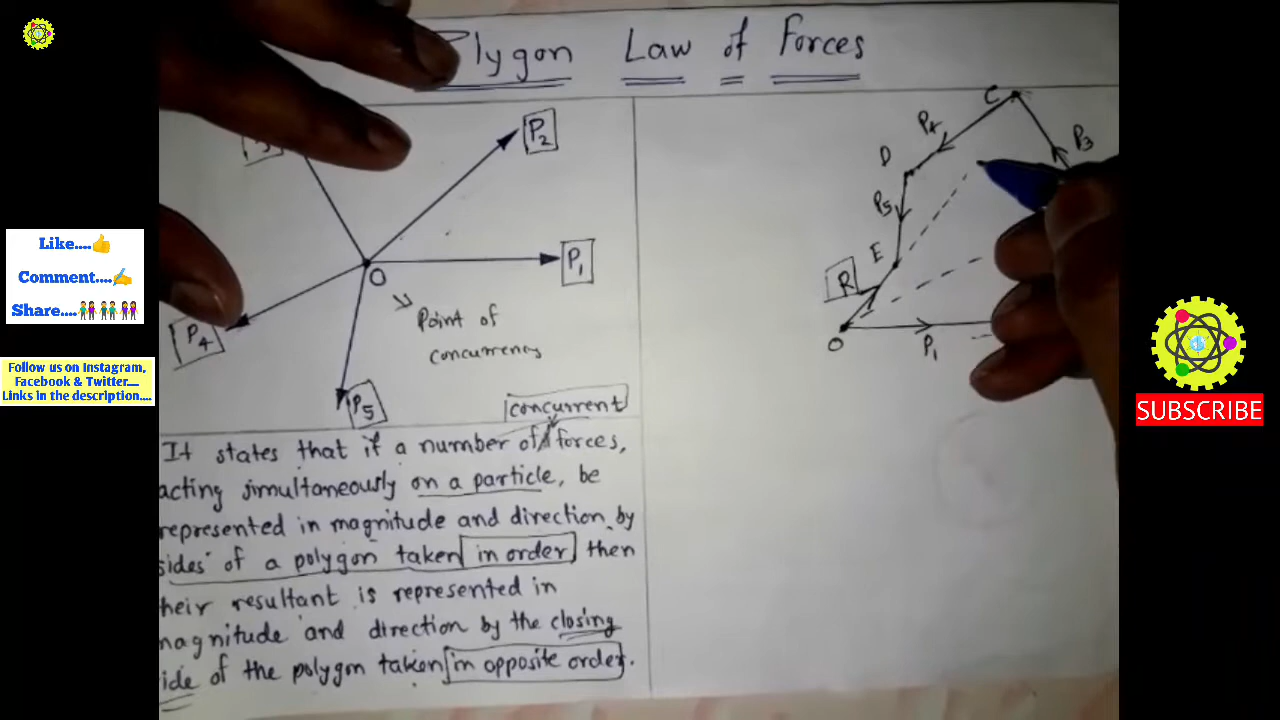 Polygon Law of Forces
P2
P1
O
Point of
concurrency
P4
P5
concurrent
It states that if a number of forces,
acting simultaneously on a particle, be
represented in magnitude and direction by
sides of a polygon taken in order then
their resultant is represented in
magnitude and direction by the closing
side of the polygon taken in opposite order.
C
P4
P3
D
P5
E
R
O
P1
Like....👍
Comment....✍
Share....👫👫👫
Follow us on Instagram,
Facebook & Twitter....
Links in the description....
SUBSCRIBE